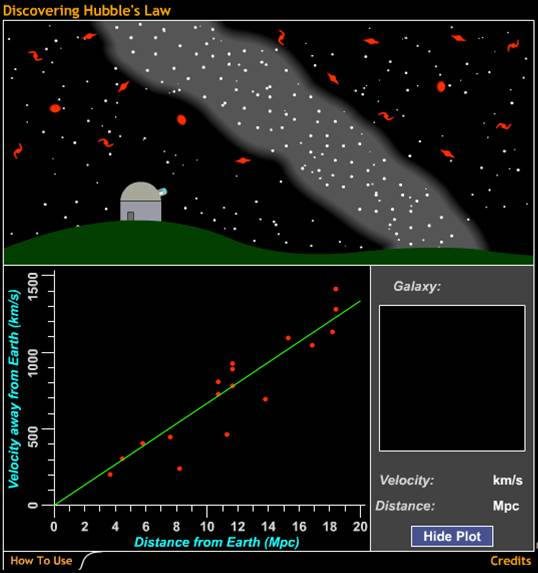 Discovering Hubble's Law
Galaxy:
Velocity away from Earth (km/s)
1500
1000
500
0
0 2 4 6 8 10 12 14 16 18 20
Distance from Earth (Mpc)
Velocity: km/s
Distance: Mpc
Hide Plot
How To Use
Credits